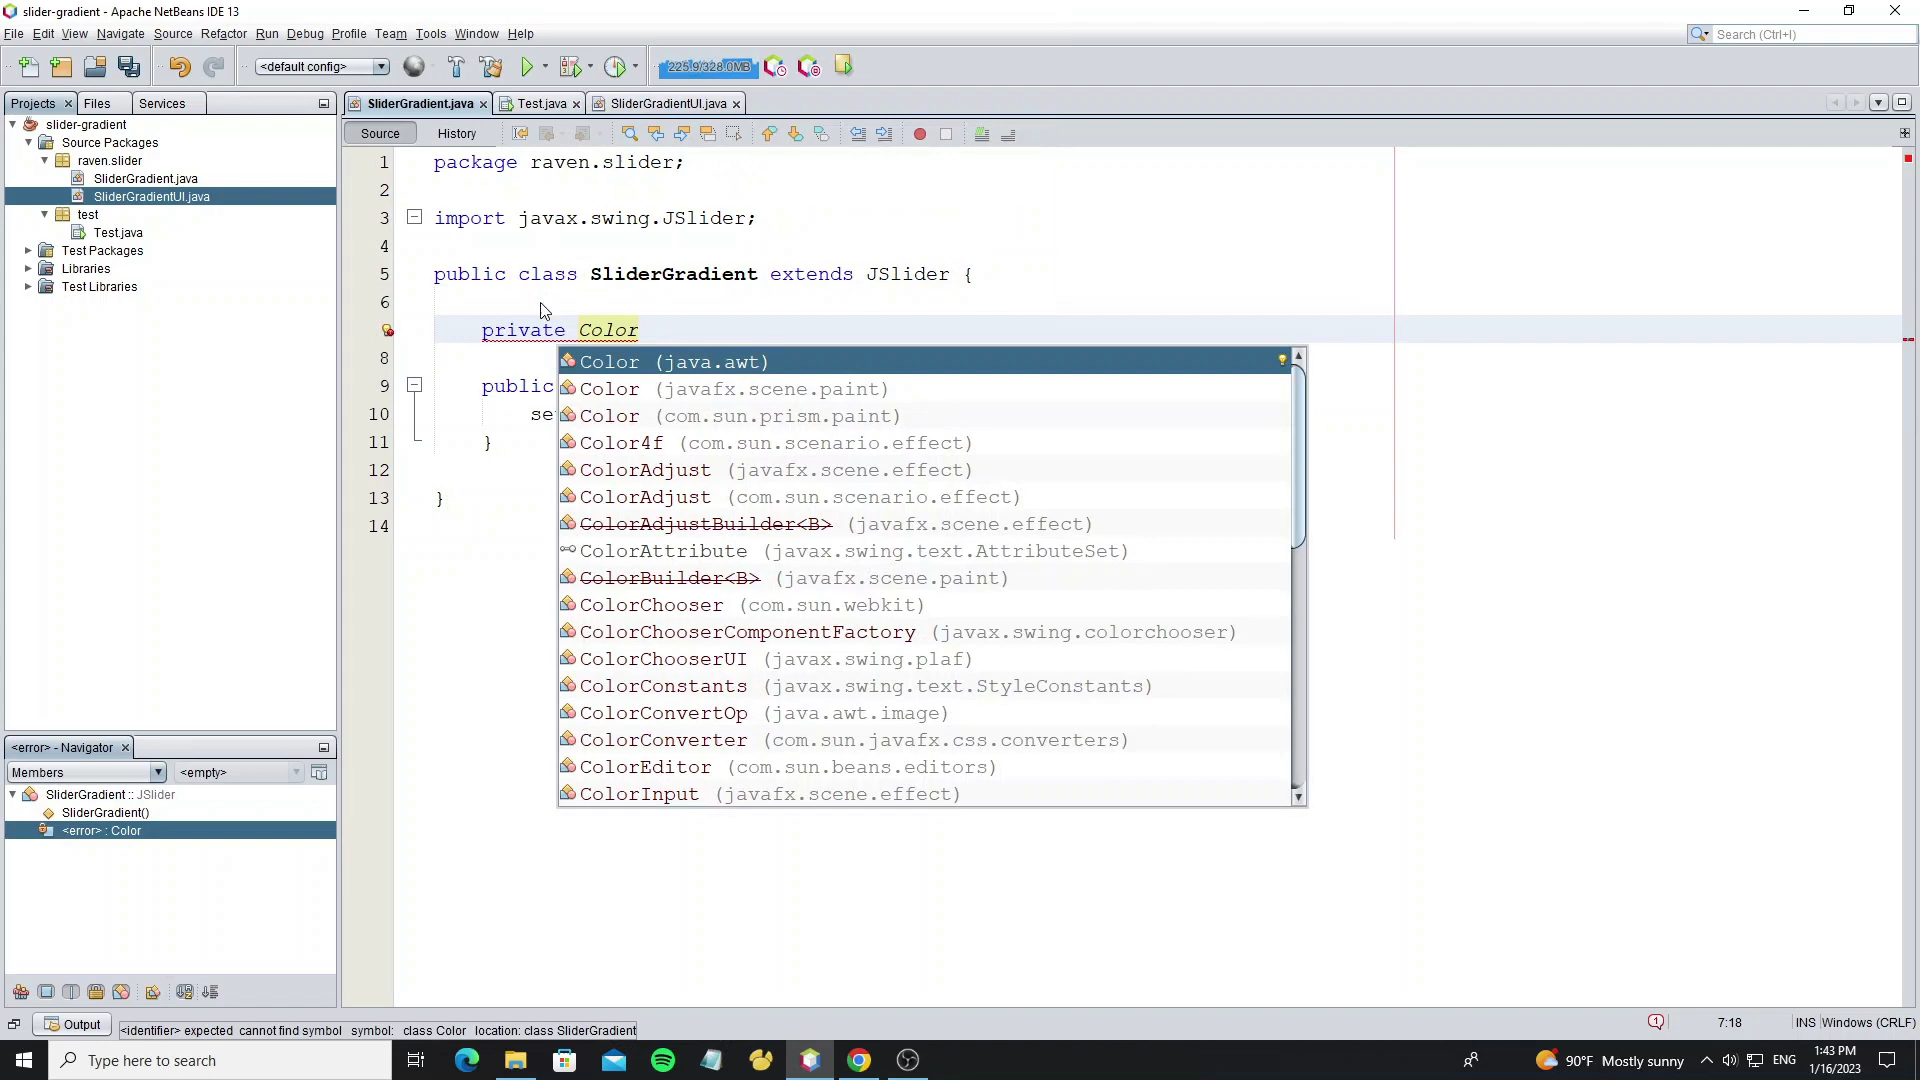 slider-gradient - Apache NetBeans IDE 13
File Edit View Navigate Source Refactor Run Debug Profile Team Tools Window Help
Search (Ctrl+I)
<default config>
225.9/328.0MB
Projects Files Services
SliderGradient.java Test.java SliderGradientUI.java
Source History
slider-gradient
Source Packages
raven.slider
SliderGradient.java
SliderGradientUI.java
test
Test.java
Test Packages
Libraries
Test Libraries
1 package raven.slider;
2
3 import javax.swing.JSlider;
4
5 public class SliderGradient extends JSlider {
6
private Color
8
9 public
10 se
11 }
12
13 }
14
Color (java.awt)
Color (javafx.scene.paint)
Color (com.sun.prism.paint)
Color4f (com.sun.scenario.effect)
ColorAdjust (javafx.scene.effect)
ColorAdjust (com.sun.scenario.effect)
ColorAdjustBuilder<B> (javafx.scene.effect)
ColorAttribute (javax.swing.text.AttributeSet)
ColorBuilder<B> (javafx.scene.paint)
ColorChooser (com.sun.webkit)
ColorChooserComponentFactory (javax.swing.colorchooser)
ColorChooserUI (javax.swing.plaf)
ColorConstants (javax.swing.text.StyleConstants)
ColorConvertOp (java.awt.image)
ColorConverter (com.sun.javafx.css.converters)
ColorEditor (com.sun.beans.editors)
ColorInput (javafx.scene.effect)
<error> - Navigator
Members <empty>
SliderGradient :: JSlider
SliderGradient()
<error> : Color
Output <identifier> expected cannot find symbol symbol: class Color location: class SliderGradient
1 7:18 INS Windows (CRLF)
Type here to search
90°F Mostly sunny ENG 1:43 PM
1/16/2023